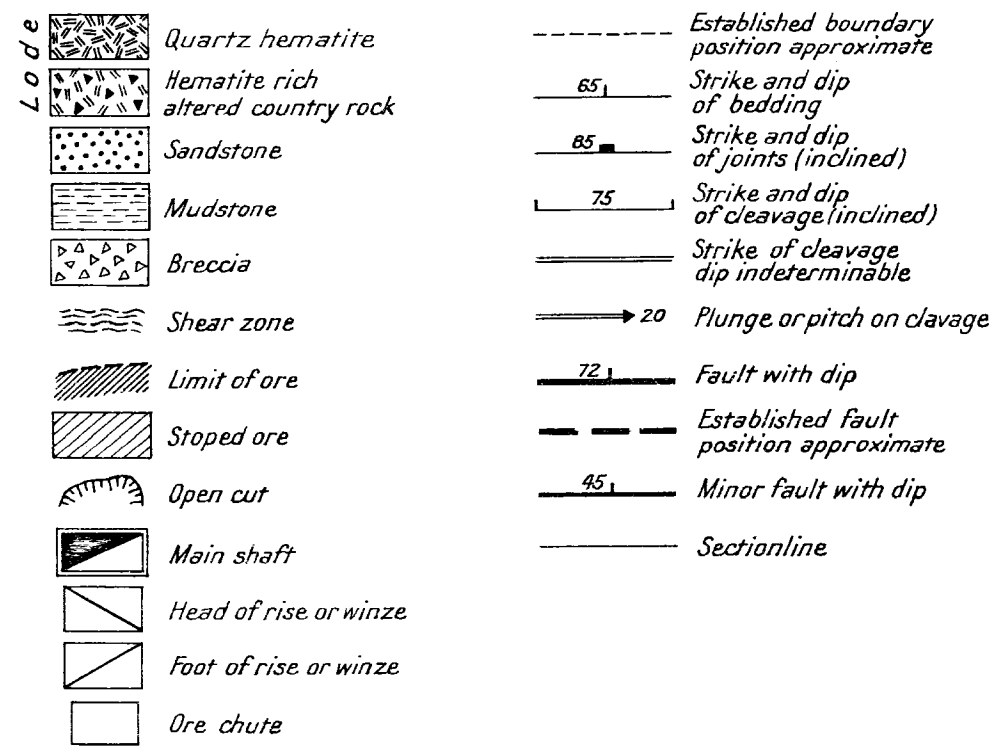 Lode
Quartz hematite
Hematite rich
altered country rock
Sandstone
Mudstone
Breccia
Shear zone
Limit of ore
Stoped ore
Open cut
Main shaft
Head of rise or winze
Foot of rise or winze
Ore chute
Established boundary
position approximate
65
Strike and dip
of bedding
85
Strike and dip
of joints (inclined)
75
Strike and dip
of cleavage (inclined)
Strike of cleavage
dip indeterminable
20
Plunge or pitch on clavage
72
Fault with dip
Established fault
position approximate
45
Minor fault with dip
Sectionline